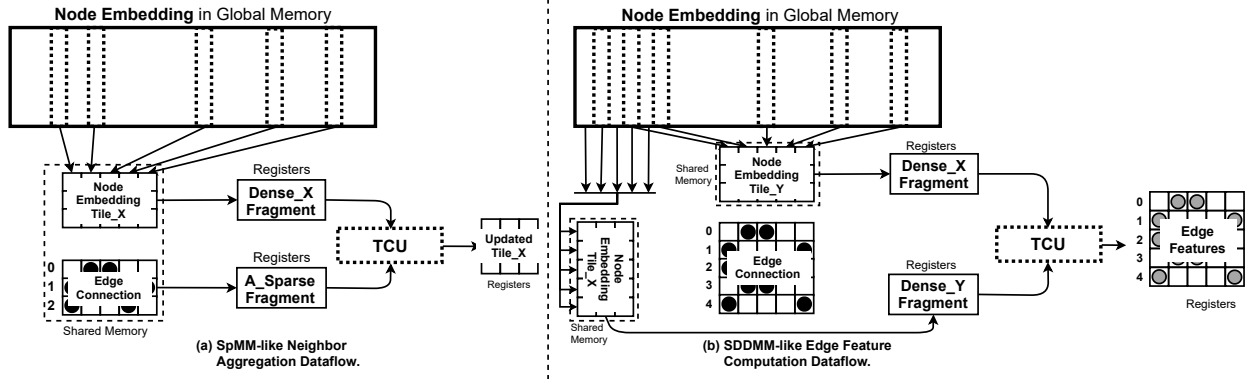 Node Embedding in Global Memory
Registers
Node
Embedding
Tile_X
Dense_X
Fragment
TCU
Updated
Tile_X
Registers
Registers
0
1
2
Edge
Connection
A_Sparse
Fragment
Shared Memory
(a) SpMM-like Neighbor
Aggregation Dataflow.
Node Embedding in Global Memory
Shared
Memory
Node
Embedding
Tile_Y
Registers
Dense_X
Fragment
Node
Embedding
Tile_X
Shared
Memory
0
1
2
3
4
Edge
Connection
Registers
Dense_Y
Fragment
TCU
0
1
2
3
4
Edge
Features
Registers
(b) SDDMM-like Edge Feature
Computation Dataflow.